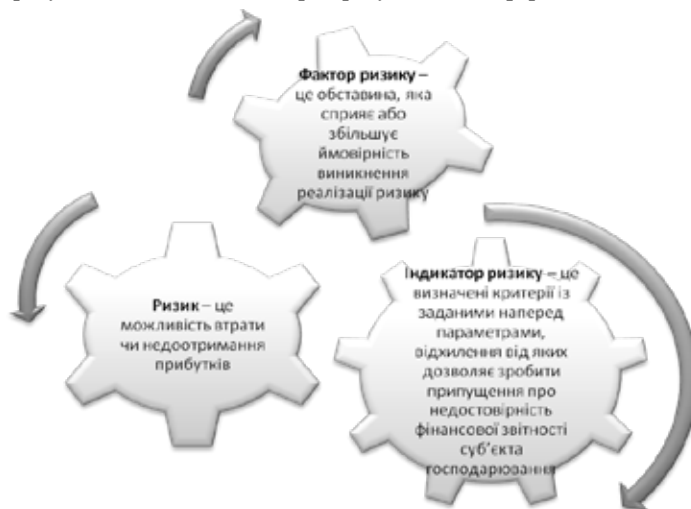 Фактор ризику –
це обставина, яка
сприяє або
збільшує
ймовірність
виникнення
реалізації ризику
Ризик – це
можливість втрати
чи недоотримання
прибутків
Індикатор ризику – це
визначені критерії із
заданими наперед
параметрами,
відхилення від яких
дозволяє зробити
припущення про
недостовірність
фінансової звітності
суб’єкта
господарювання